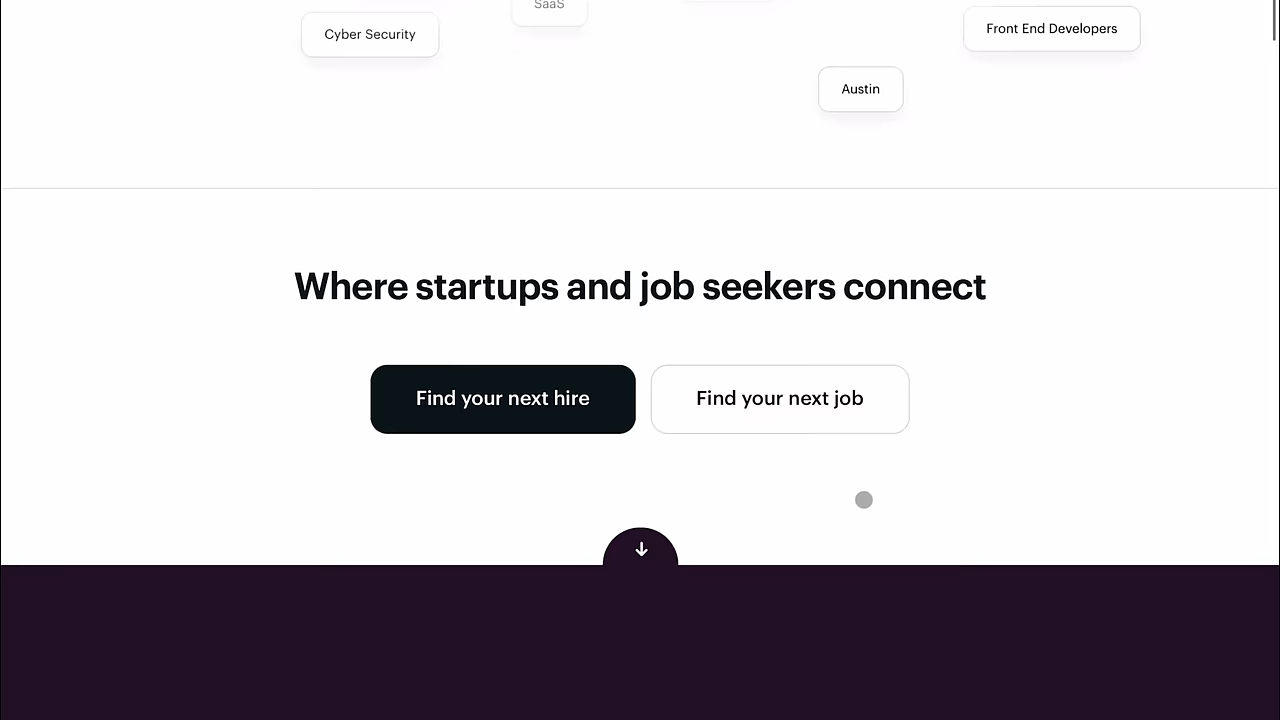 SaaS
Cyber Security
Front End Developers
Austin
Where startups and job seekers connect
Find your next hire
Find your next job